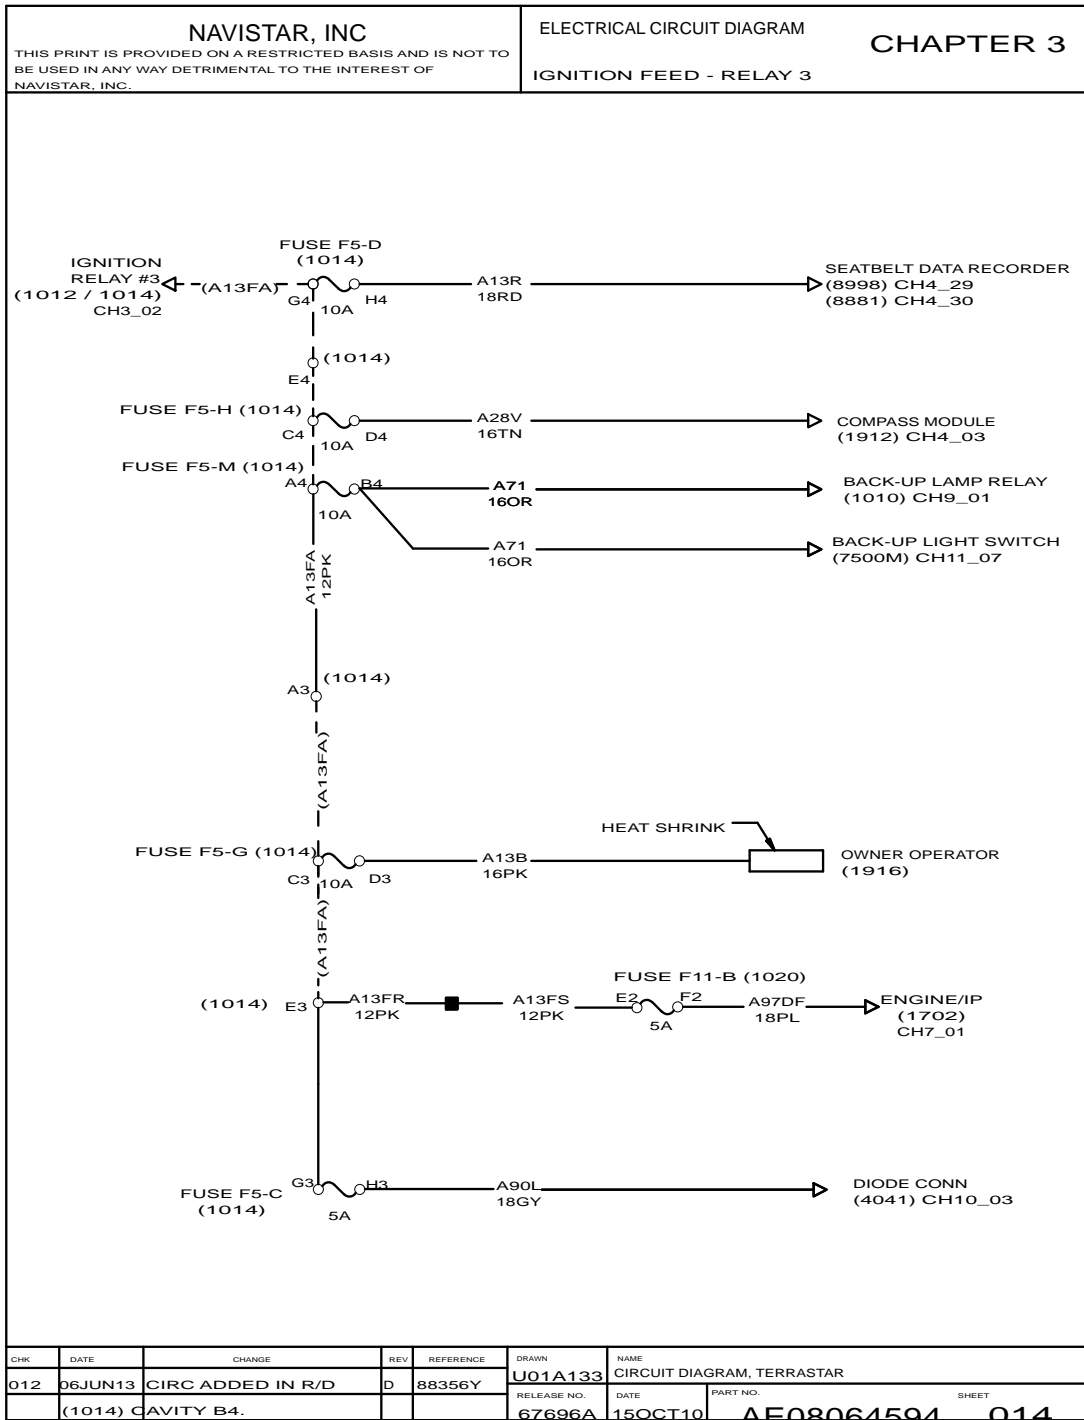 NAVISTAR, INC
THIS PRINT IS PROVIDED ON A RESTRICTED BASIS AND IS NOT TO
BE USED IN ANY WAY DETRIMENTAL TO THE INTEREST OF
NAVISTAR, INC.
ELECTRICAL CIRCUIT DIAGRAM
IGNITION FEED - RELAY 3
CHAPTER 3
IGNITION
RELAY #3
(1012 / 1014)
CH3_02
(A13FA)
FUSE F5-D
(1014)
G4
H4
10A
A13R
18RD
SEATBELT DATA RECORDER
(8998) CH4_29
(8881) CH4_30
(1014)
E4
FUSE F5-H (1014)
C4
D4
10A
A28V
16TN
COMPASS MODULE
(1912) CH4_03
FUSE F5-M (1014)
A4
B4
10A
A71
16OR
BACK-UP LAMP RELAY
(1010) CH9_01
A71
16OR
BACK-UP LIGHT SWITCH
(7500M) CH11_07
A13FA
12PK
A3
(1014)
(A13FA)
FUSE F5-G (1014)
C3
10A
D3
A13B
16PK
HEAT SHRINK
OWNER OPERATOR
(1916)
(A13FA)
(1014)
E3
A13FR
12PK
A13FS
12PK
FUSE F11-B (1020)
E2
F2
5A
A97DF
18PL
ENGINE/IP
(1702)
CH7_01
FUSE F5-C
(1014)
G3
H3
5A
A90L
18GY
DIODE CONN
(4041) CH10_03
CHK DATE CHANGE REV REFERENCE
012 06JUN13 CIRC ADDED IN R/D D 88356Y
(1014) CAVITY B4.
DRAWN
U01A133
NAME
CIRCUIT DIAGRAM, TERRASTAR
RELEASE NO.
67696A
DATE
15OCT10
PART NO.
AE08064594
SHEET
014